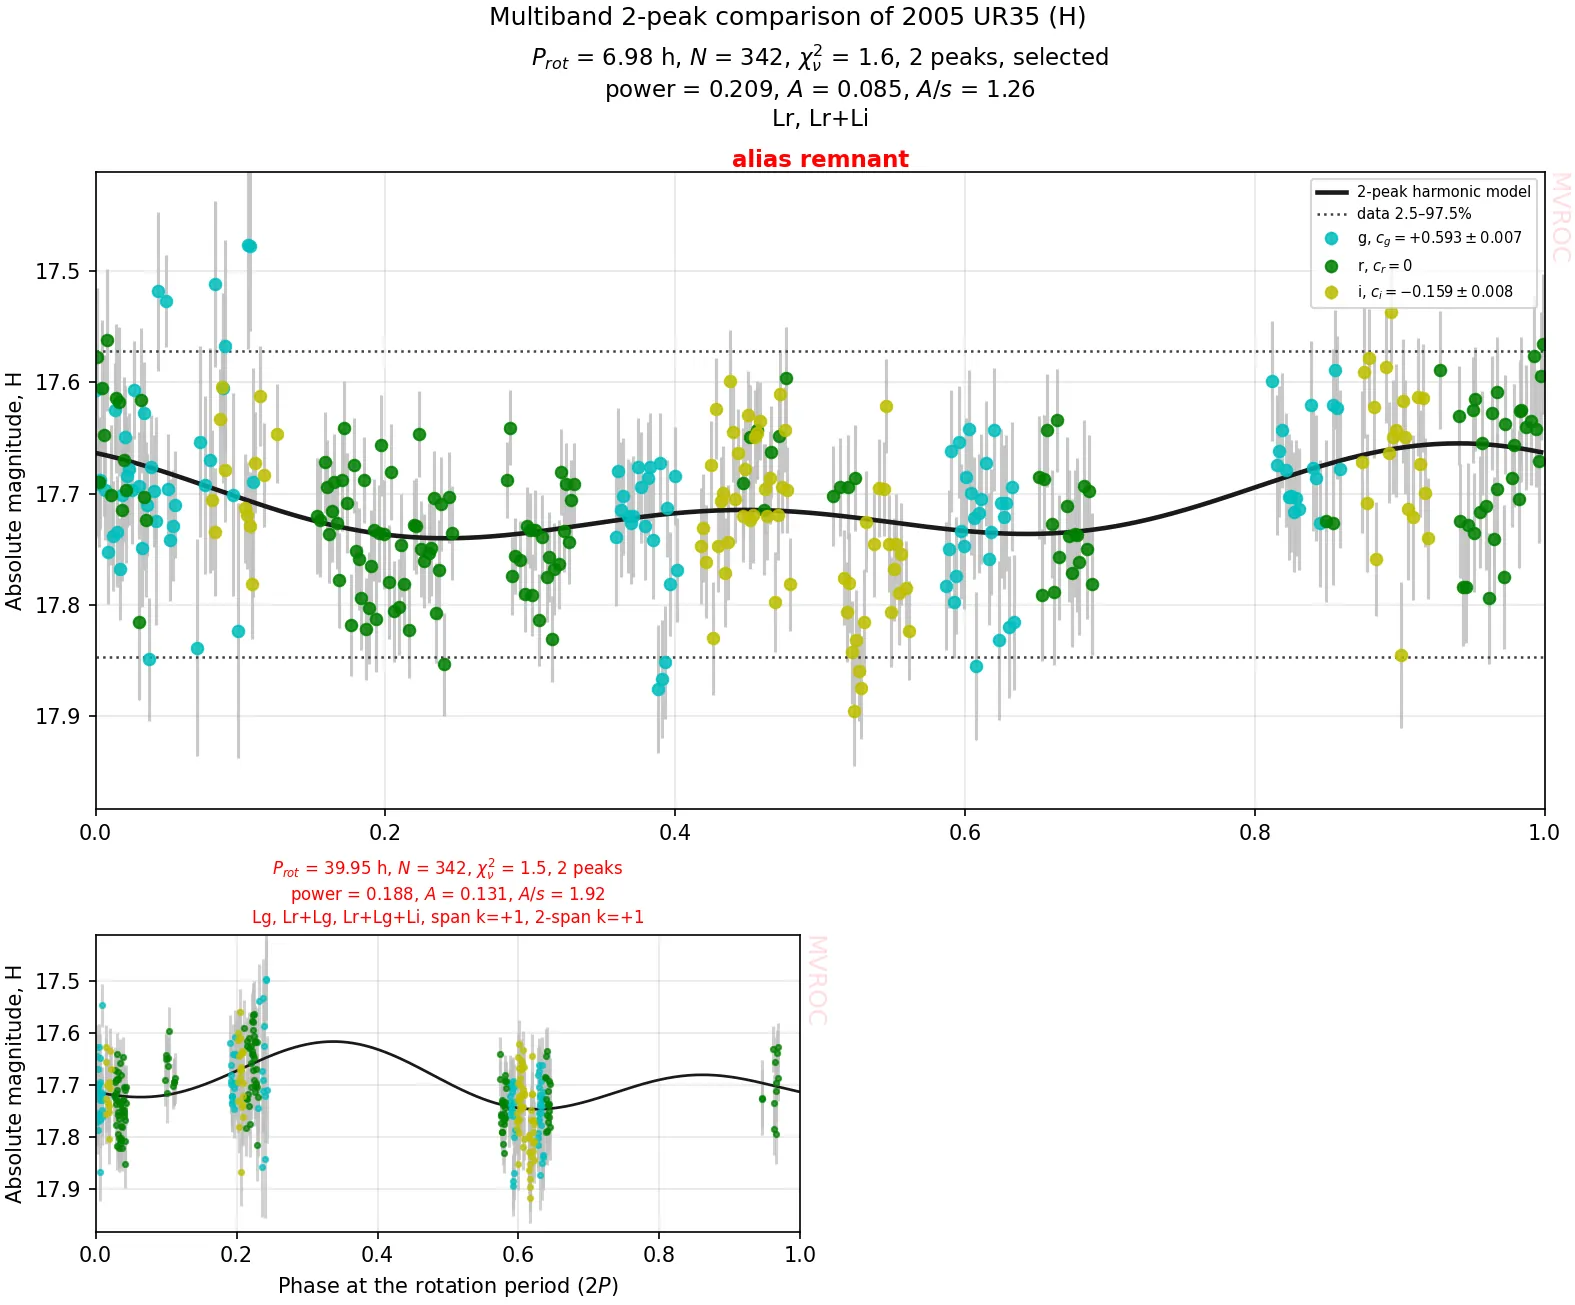 Multiband 2-peak comparison of 2005 UR35 (H)
P_rot = 6.98 h, N = 342, χ²_ν = 1.6, 2 peaks, selected
power = 0.209, A = 0.085, A/s = 1.26
Lr, Lr+Li
alias remnant
2-peak harmonic model
data 2.5–97.5%
g, c_g = +0.593 ± 0.007
r, c_r = 0
i, c_i = −0.159 ± 0.008
MVROC
Absolute magnitude, H
17.5
17.6
17.7
17.8
17.9
0.0 0.2 0.4 0.6 0.8 1.0
P_rot = 39.95 h, N = 342, χ²_ν = 1.5, 2 peaks
power = 0.188, A = 0.131, A/s = 1.92
Lg, Lr+Lg, Lr+Lg+Li, span k=+1, 2-span k=+1
MVROC
Absolute magnitude, H
17.5
17.6
17.7
17.8
17.9
0.0 0.2 0.4 0.6 0.8 1.0
Phase at the rotation period (2P)